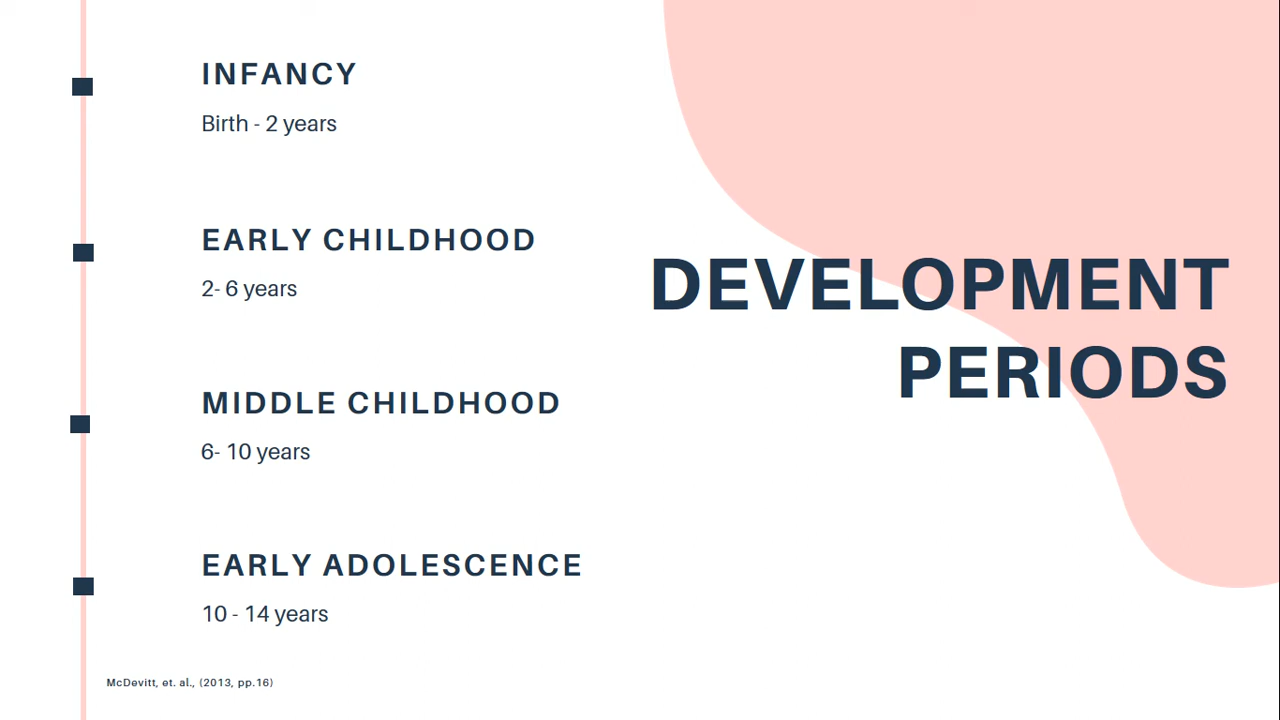 INFANCY
Birth - 2 years
EARLY CHILDHOOD
2- 6 years
MIDDLE CHILDHOOD
6- 10 years
EARLY ADOLESCENCE
10 - 14 years
McDevitt, et. al., (2013, pp.16)
DEVELOPMENT
PERIODS